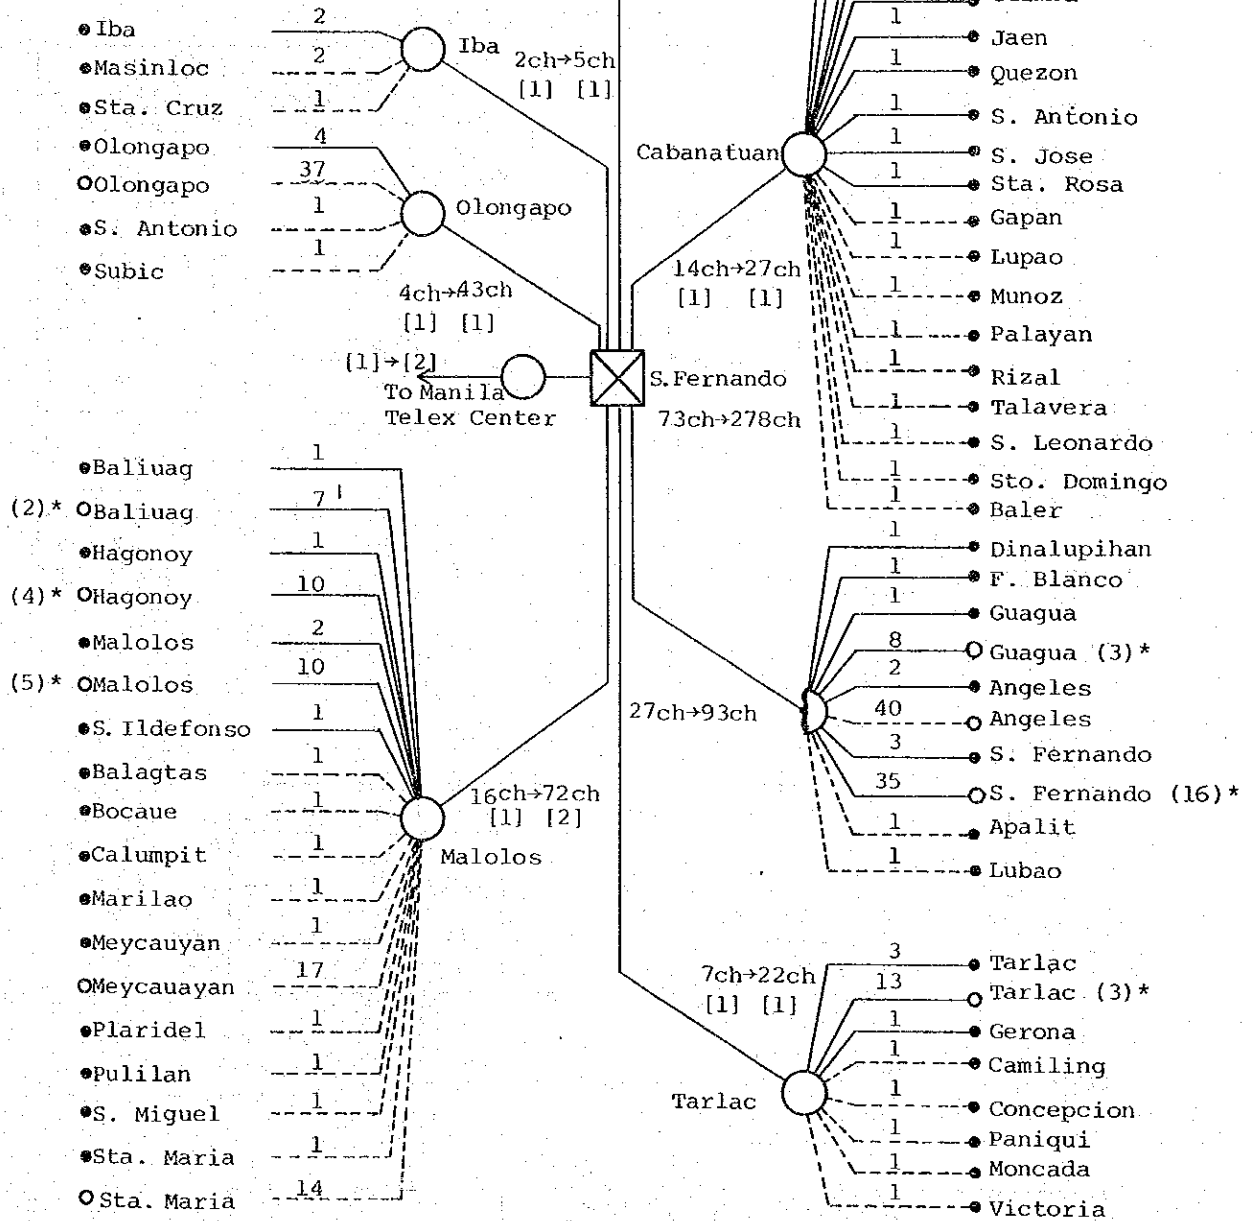 Iba 2
Masinloc 2
Sta. Cruz 1
Iba
2ch→5ch
[1] [1]
Olongapo 4
Olongapo 37
S. Antonio 1
Subic 1
Olongapo
4ch→43ch
[1] [1]
[1]→[2]
To Manila
Telex Center
S.Fernando
73ch→278ch
Baliuag 1
(2)* Baliuag 7
Hagonoy 1
(4)* Hagonoy 10
Malolos 2
(5)* Malolos 10
S. Ildefonso 1
Balagtas 1
Bocaue 1
Calumpit 1
Marilao 1
Meycauyan 1
Meycauayan 17
Plaridel 1
Pulilan 1
S. Miguel 1
Sta. Maria 1
Sta. Maria 14
16ch→72ch
[1] [2]
Malolos
Cabanatuan
14ch→27ch
[1] [1]
1
1 Jaen
Quezon
1 S. Antonio
1 S. Jose
1 Sta. Rosa
1 Gapan
1 Lupao
1 Munoz
1 Palayan
1 Rizal
1 Talavera
1 S. Leonardo
1 Sto. Domingo
1 Baler
27ch→93ch
1 Dinalupihan
1 F. Blanco
1 Guagua
8 Guagua (3)*
2 Angeles
40 Angeles
3 S. Fernando
35 S. Fernando (16)*
1 Apalit
1 Lubao
7ch→22ch
[1] [1]
Tarlac
3 Tarlac
13 Tarlac (3)*
1 Gerona
1 Camiling
1 Concepcion
1 Paniqui
1 Moncada
1 Victoria